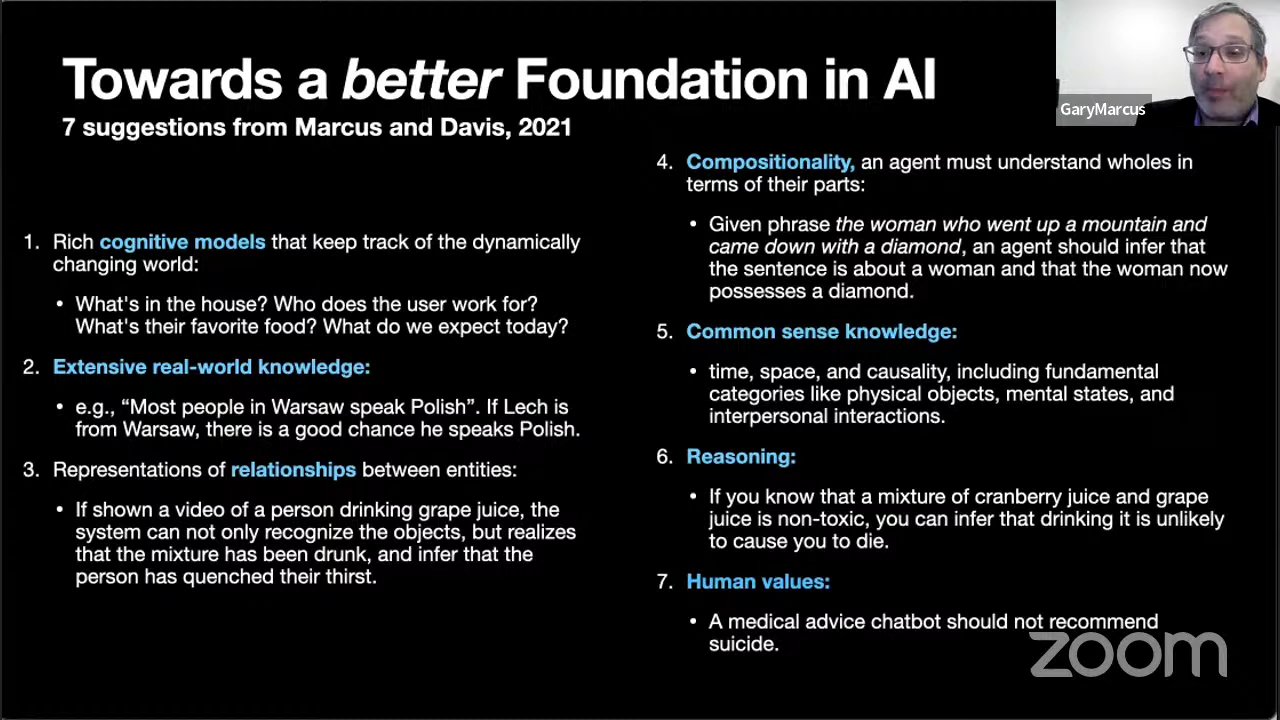 Towards a better Foundation in AI
7 suggestions from Marcus and Davis, 2021
GaryMarcus
1. Rich cognitive models that keep track of the dynamically
changing world:
• What's in the house? Who does the user work for?
What's their favorite food? What do we expect today?
2. Extensive real-world knowledge:
• e.g., “Most people in Warsaw speak Polish”. If Lech is
from Warsaw, there is a good chance he speaks Polish.
3. Representations of relationships between entities:
• If shown a video of a person drinking grape juice, the
system can not only recognize the objects, but realizes
that the mixture has been drunk, and infer that the
person has quenched their thirst.
4. Compositionality, an agent must understand wholes in
terms of their parts:
• Given phrase the woman who went up a mountain and
came down with a diamond, an agent should infer that
the sentence is about a woman and that the woman now
possesses a diamond.
5. Common sense knowledge:
• time, space, and causality, including fundamental
categories like physical objects, mental states, and
interpersonal interactions.
6. Reasoning:
• If you know that a mixture of cranberry juice and grape
juice is non-toxic, you can infer that drinking it is unlikely
to cause you to die.
7. Human values:
• A medical advice chatbot should not recommend
suicide.
zoom